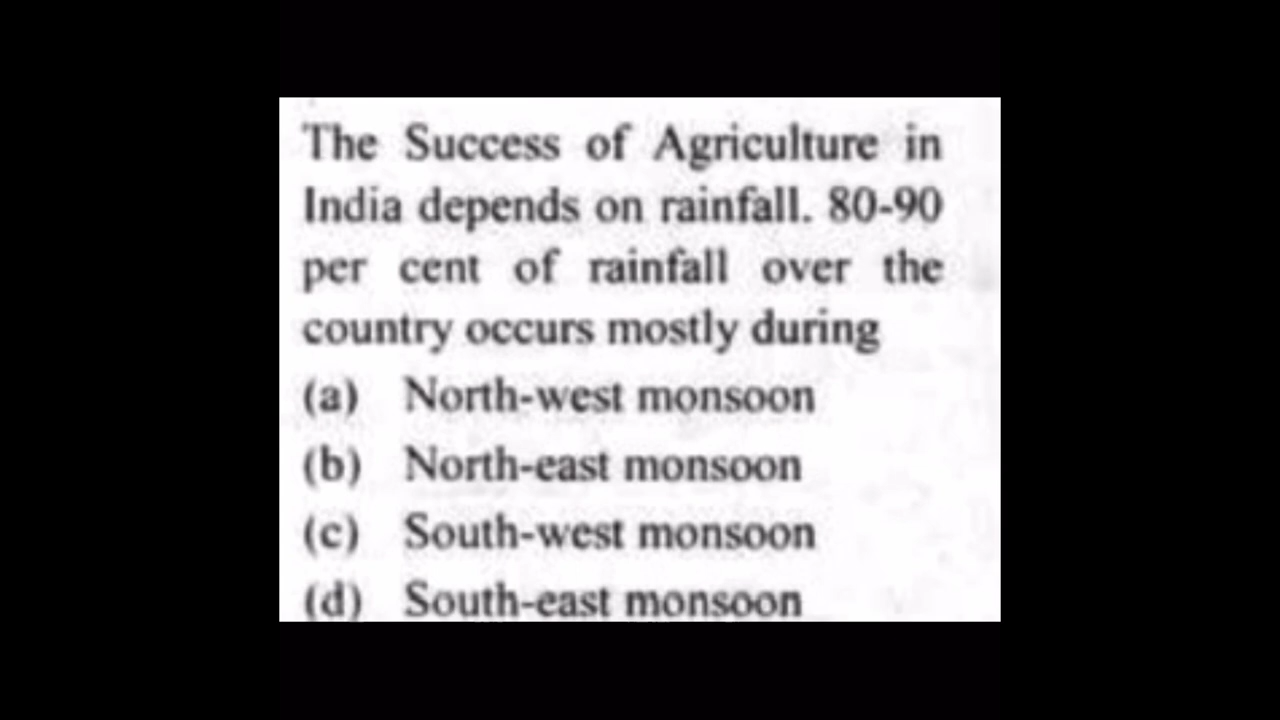 The Success of Agriculture in
India depends on rainfall. 80-90
per cent of rainfall over the
country occurs mostly during
(a) North-west monsoon
(b) North-east monsoon
(c) South-west monsoon
(d) South-east monsoon